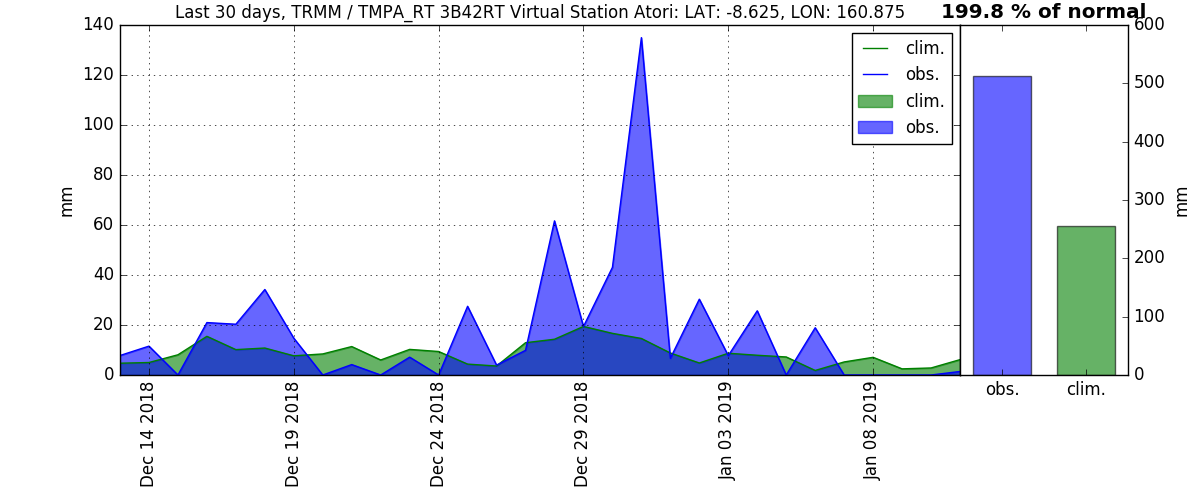 Last 30 days, TRMM / TMPA_RT 3B42RT Virtual Station Atori: LAT: -8.625, LON: 160.875
199.8 % of normal
140
120
100
80
60
40
20
0
mm
clim.
obs.
clim.
obs.
Dec 14 2018
Dec 19 2018
Dec 24 2018
Dec 29 2018
Jan 03 2019
Jan 08 2019
600
500
400
300
200
100
0
mm
obs.
clim.